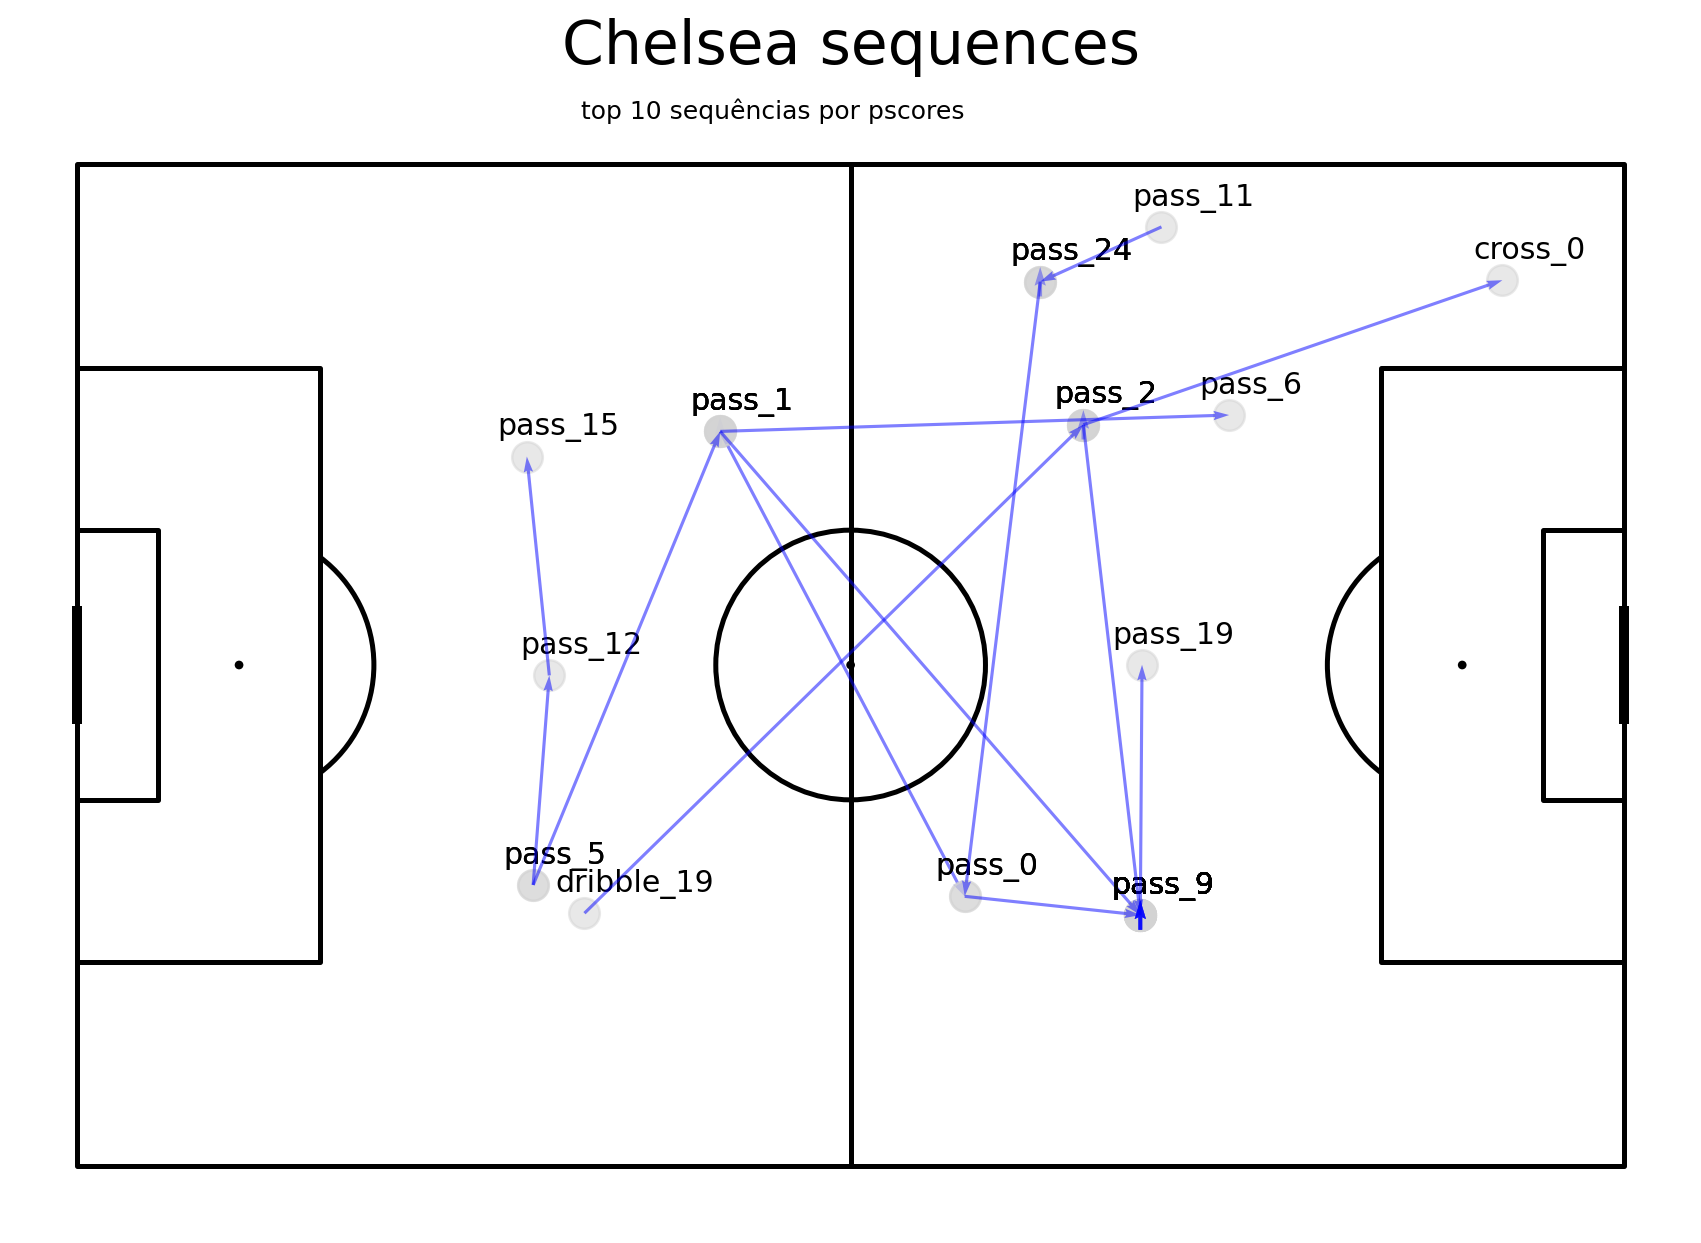 Chelsea sequences
top 10 sequências por pscores
pass_11
pass_24
cross_0
pass_6
pass_2
pass_1
pass_15
pass_19
pass_12
pass_5
pass_0
dribble_19
pass_9